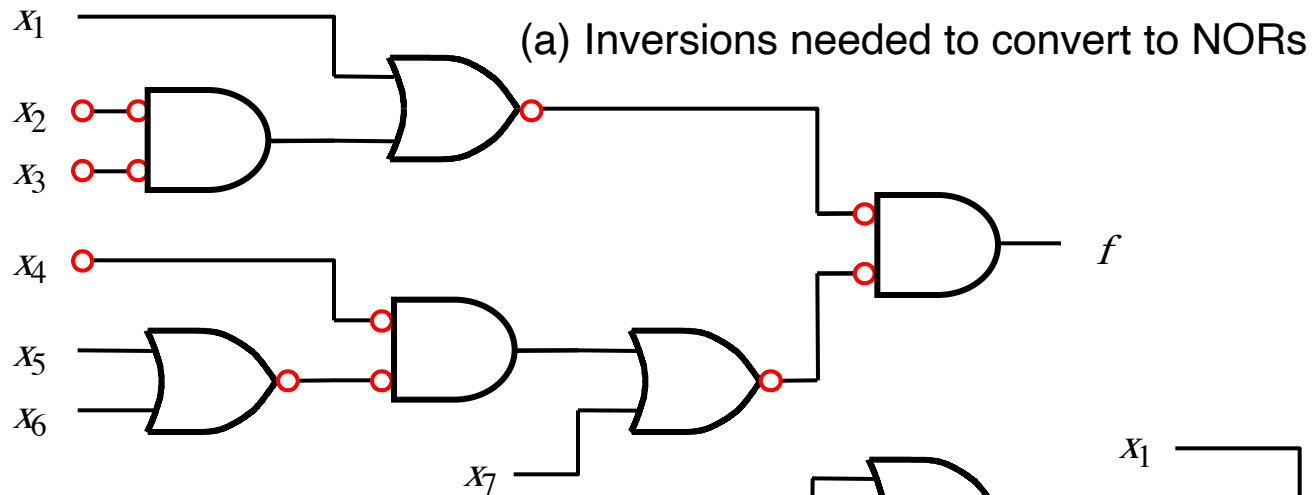 x1
(a) Inversions needed to convert to NORs
x2
x3
x4
f
x5
x6
x7
x1